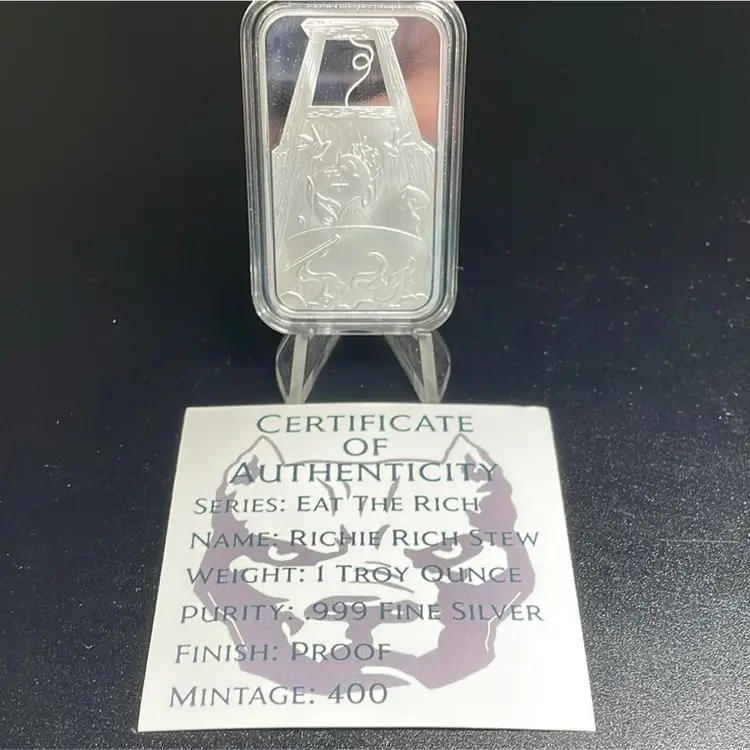 CERTIFICATE
OF
AUTHENTICITY
SERIES: EAT THE RICH
NAME: RICHIE RICH STEW
WEIGHT: 1 TROY OUNCE
PURITY: .999 FINE SILVER
FINISH: PROOF
MINTAGE: 400